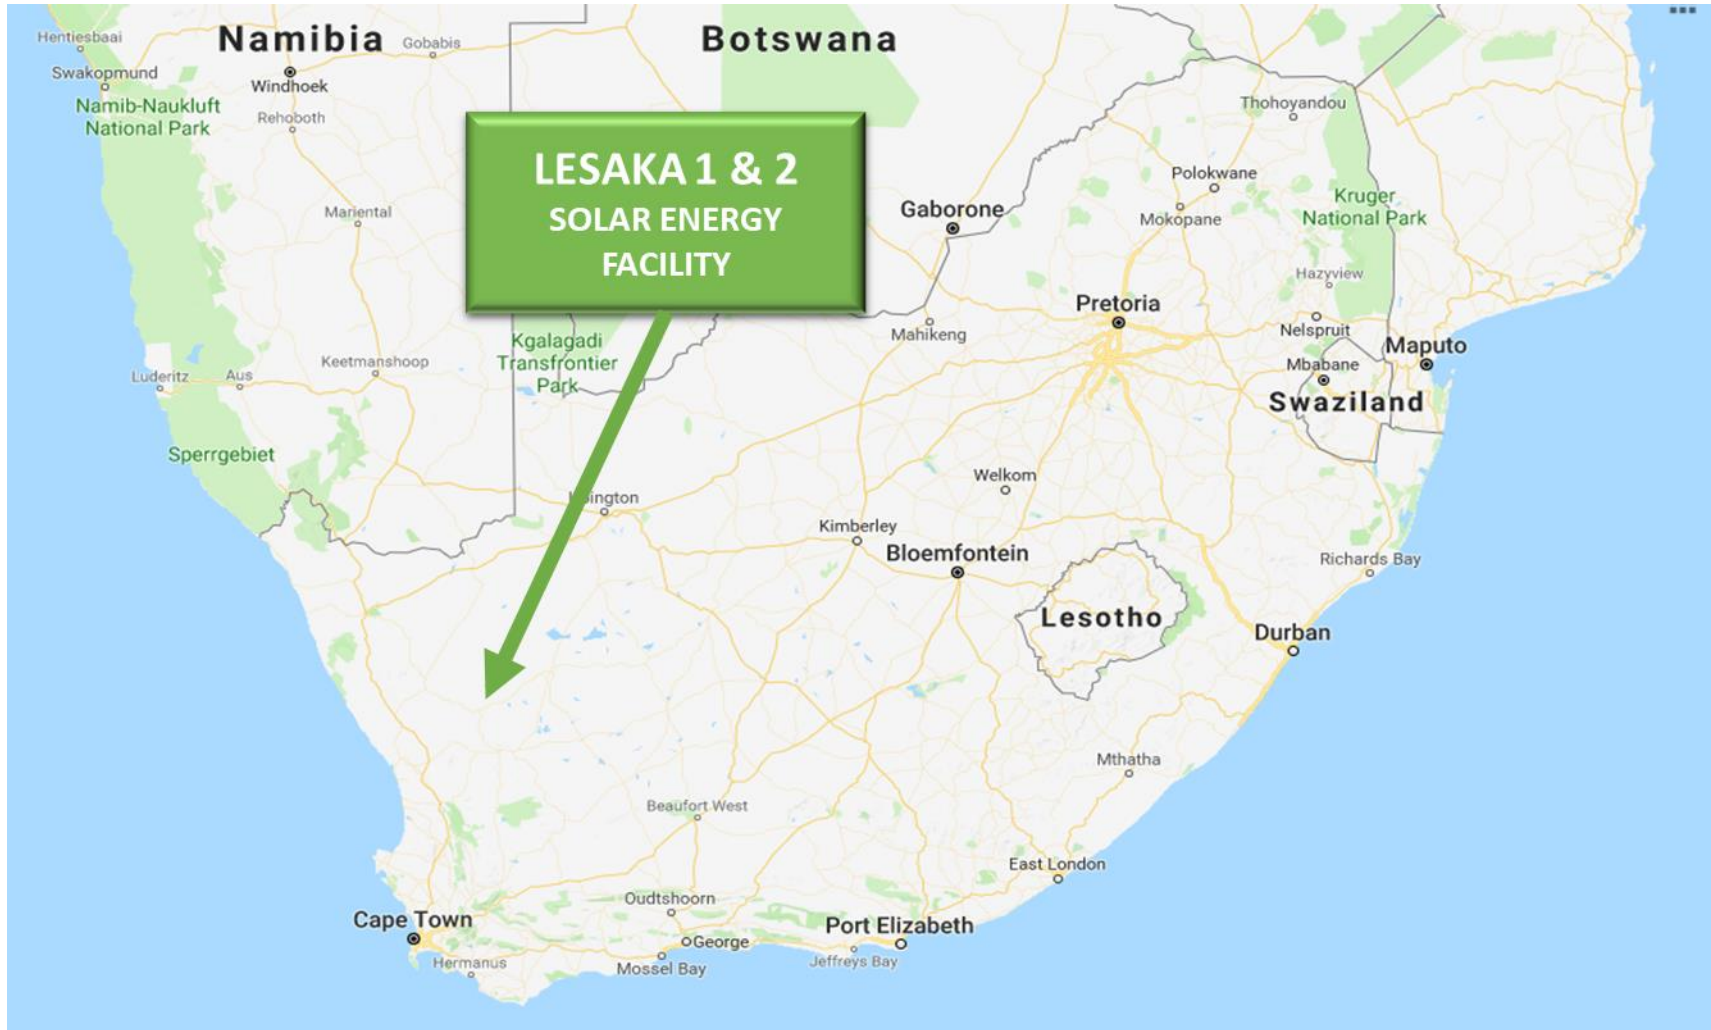 Hentiesbaai
Namibia
Gobabis
Botswana
Swakopmund
Windhoek
Namib-Naukluft
National Park
Rehoboth
Thohoyandou
LESAKA 1 & 2
SOLAR ENERGY
FACILITY
Polokwane
Kruger
National Park
Mariental
Gaborone
Mokopane
Hazyview
Pretoria
Nelspruit
Mahikeng
Kgalagadi
Transfrontier
Park
Maputo
Mbabane
Keetmanshoop
Luderitz
Aus
Swaziland
Sperrgebiet
Welkom
ington
Kimberley
Bloemfontein
Richards Bay
Lesotho
Durban
Mthatha
Beaufort West
East London
Oudtshoorn
Cape Town
Port Elizabeth
George
Hermanus
Mossel Bay
Jeffreys Bay